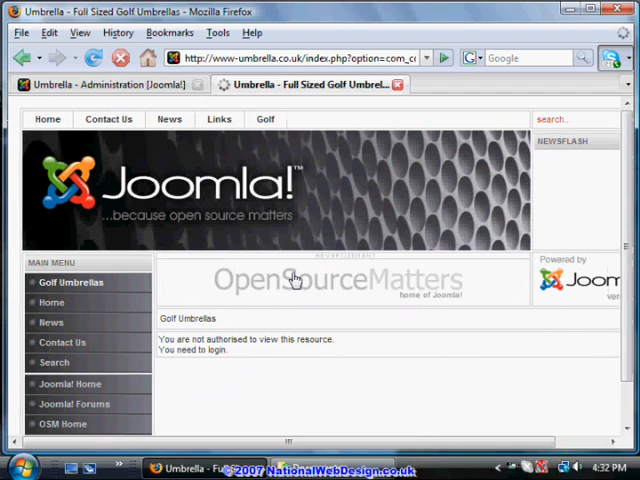 Umbrella - Full Sized Golf Umbrellas - Mozilla Firefox
File Edit View History Bookmarks Tools Help
http://www-umbrella.co.uk/index.php?option=com_cc
G Google
Umbrella - Administration [Joomla!]
Umbrella - Full Sized Golf Umbrel...
Home Contact Us News Links Golf
search..
NEWSFLASH
Joomla!™
...because open source matters
MAIN MENU
ADVERTISEMENT
Golf Umbrellas
Home
News
Contact Us
Search
Joomla! Home
Joomla! Forums
OSM Home
OpenSourceMatters
home of Joomla!
Powered by
Joom
ver
Golf Umbrellas
You are not authorised to view this resource.
You need to login.
Umbrella - Fu
© 2007 NationalWebDesign.co.uk
4:32 PM